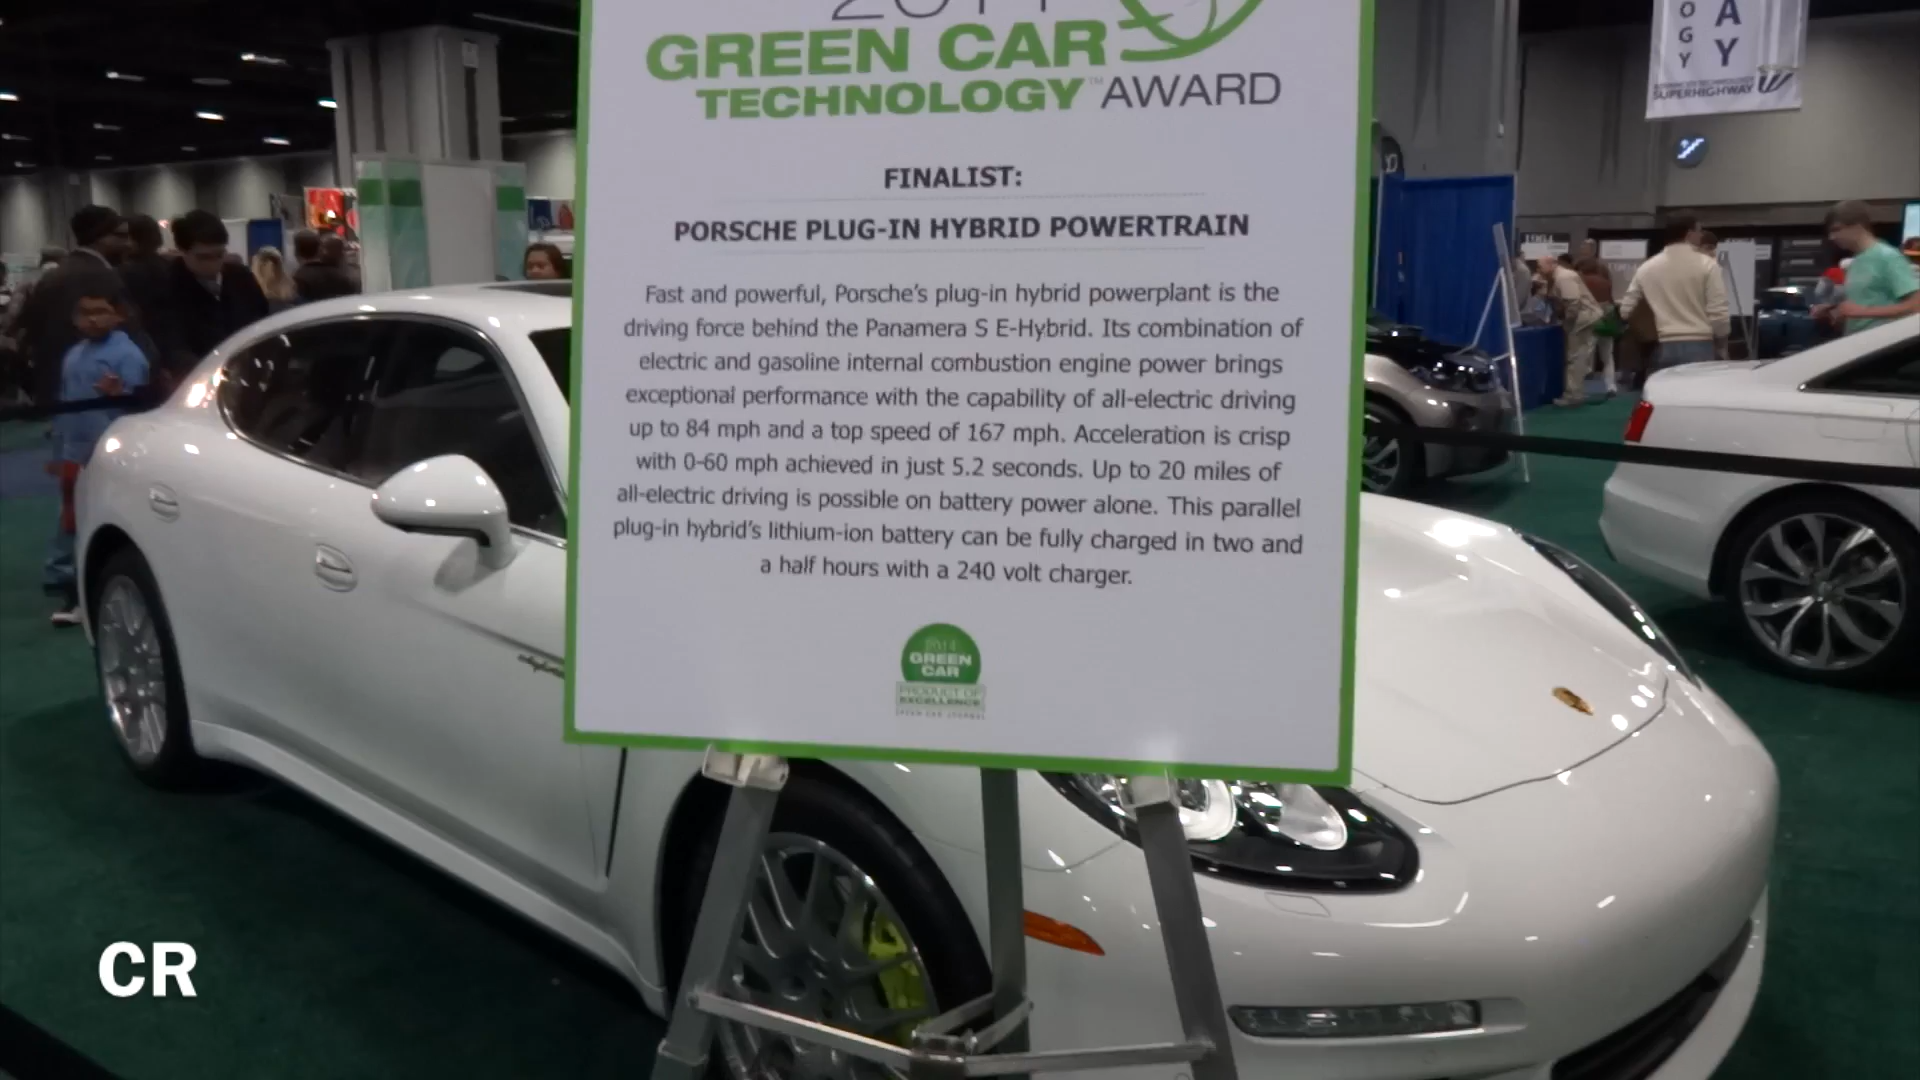 GREEN CAR
TECHNOLOGY™ AWARD
FINALIST:
PORSCHE PLUG-IN HYBRID POWERTRAIN
Fast and powerful, Porsche's plug-in hybrid powerplant is the
driving force behind the Panamera S E-Hybrid. Its combination of
electric and gasoline internal combustion engine power brings
exceptional performance with the capability of all-electric driving
up to 84 mph and a top speed of 167 mph. Acceleration is crisp
with 0-60 mph achieved in just 5.2 seconds. Up to 20 miles of
all-electric driving is possible on battery power alone. This parallel
plug-in hybrid's lithium-ion battery can be fully charged in two and
a half hours with a 240 volt charger.
2014
GREEN
CAR
PRODUCT OF
EXCELLENCE
GREEN CAR JOURNAL
O
G
Y
A
Y
TECHNOLOGY
SUPERHIGHWAY
CR